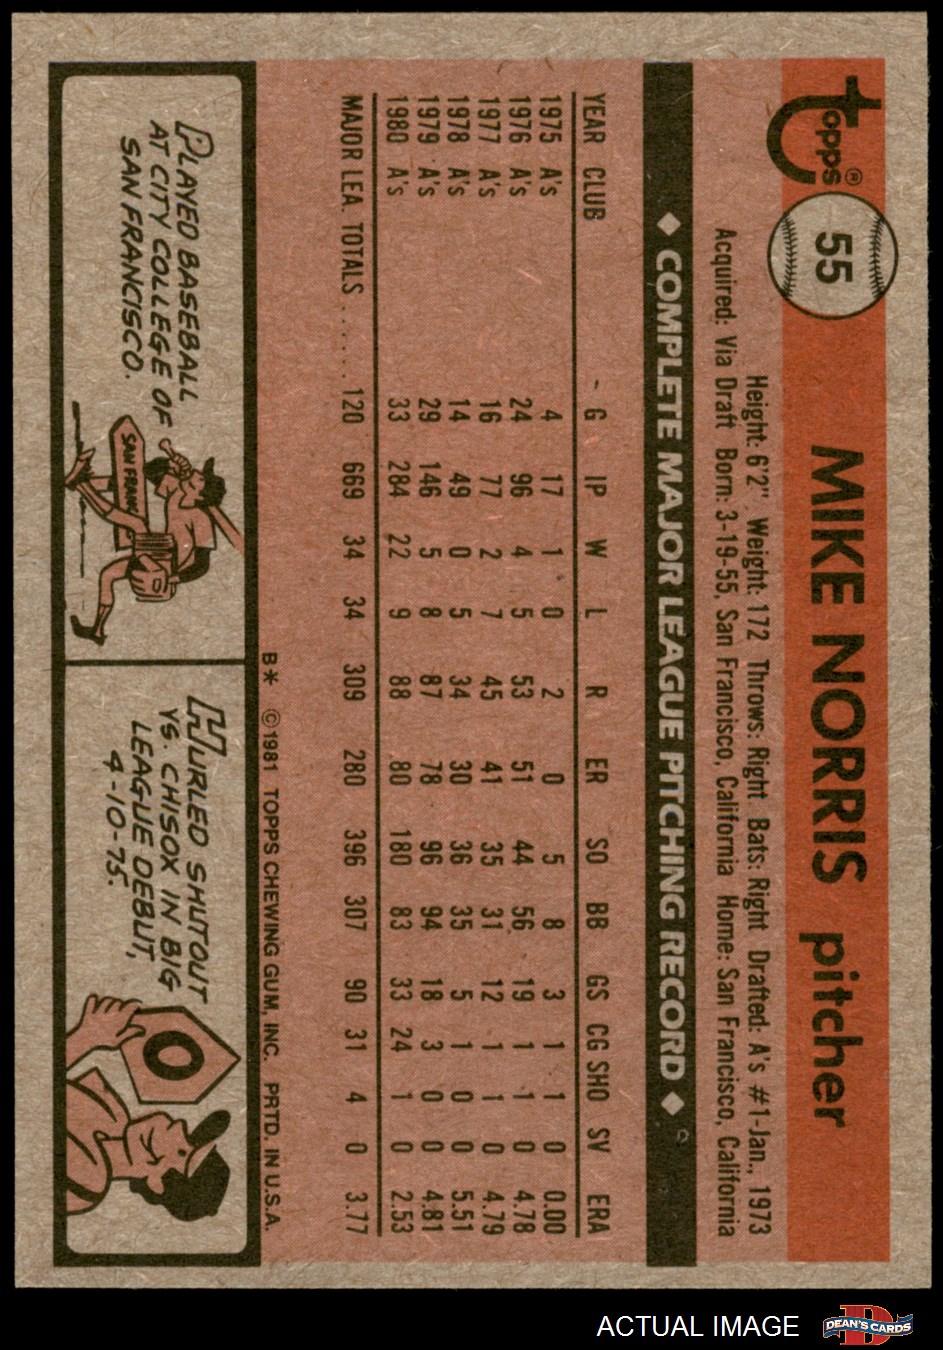 topps®
55
MIKE NORRIS pitcher
Height: 6'2" Weight: 172 Throws: Right Bats: Right Drafted: A's #1-Jan., 1973
Acquired: Via Draft Born: 3-19-55, San Francisco, California Home: San Francisco, California
◆ COMPLETE MAJOR LEAGUE PITCHING RECORD ◆
YEAR CLUB G IP W L R ER SO BB GS CG SHO SV ERA
1975 A's 4 17 1 0 2 0 5 8 3 1 1 0 0.00
1976 A's 24 96 4 5 53 51 44 56 19 1 1 0 4.78
1977 A's 16 77 2 7 45 41 35 31 12 1 1 0 4.79
1978 A's 14 49 0 5 34 30 36 35 5 1 0 0 5.51
1979 A's 29 146 5 8 87 78 96 94 18 3 0 0 4.81
1980 A's 33 284 22 9 88 80 180 83 33 24 1 0 2.53
MAJOR LEA. TOTALS ..... 120 669 34 34 309 280 396 307 90 31 4 0 3.77
B* ©1981 TOPPS CHEWING GUM, INC. PRTD. IN U.S.A.
PLAYED BASEBALL
AT CITY COLLEGE OF
SAN FRANCISCO.
SAN FRAN
HURLED SHUTOUT
VS. CHISOX IN BIG
LEAGUE DEBUT,
4-10-75.
0
ACTUAL IMAGE
DEAN'S CARDS